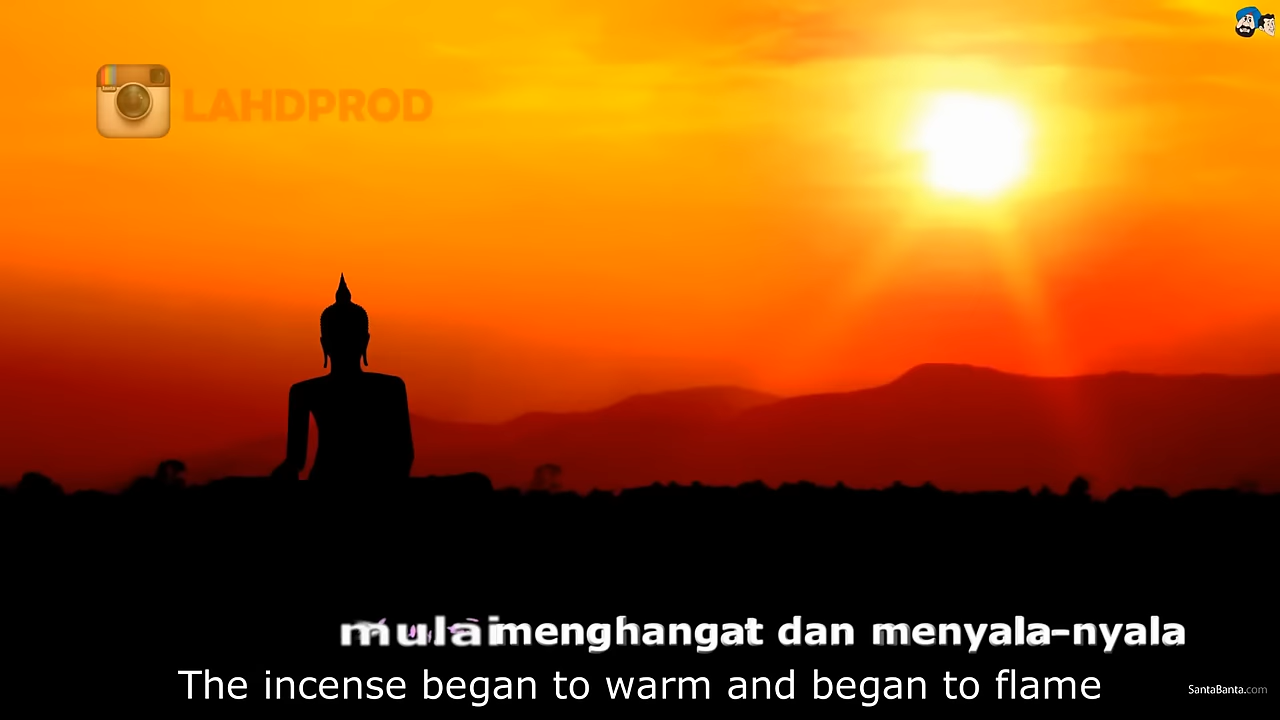 LAHDPROD
mulai menghangat dan menyala-nyala
The incense began to warm and began to flame
SantaBanta.com